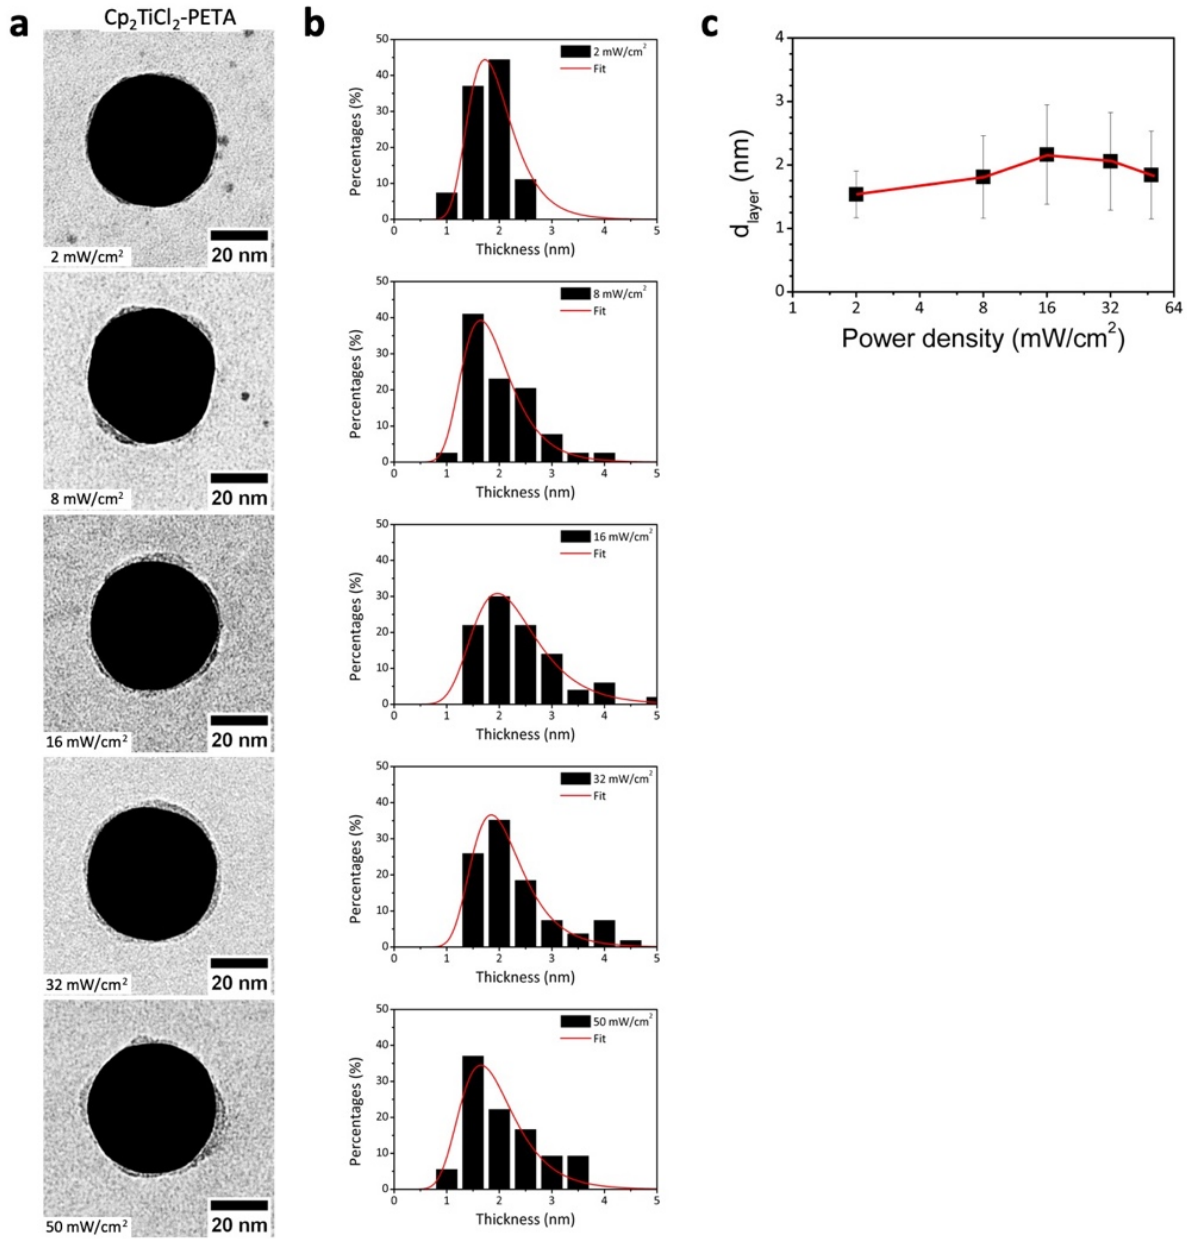 a
Cp₂TiCl₂-PETA
2 mW/cm²
20 nm
8 mW/cm²
20 nm
16 mW/cm²
20 nm
32 mW/cm²
20 nm
50 mW/cm²
20 nm
b
50
40
30
20
10
0
Percentages (%)
2 mW/cm²
Fit
0 1 2 3 4 5
Thickness (nm)
50
40
30
20
10
0
Percentages (%)
8 mW/cm²
Fit
0 1 2 3 4 5
Thickness (nm)
50
40
30
20
10
0
Percentages (%)
16 mW/cm²
Fit
0 1 2 3 4 5
Thickness (nm)
50
40
30
20
10
0
Percentages (%)
32 mW/cm²
Fit
0 1 2 3 4 5
Thickness (nm)
50
40
30
20
10
0
Percentages (%)
50 mW/cm²
Fit
0 1 2 3 4 5
Thickness (nm)
c
4
3
2
1
0
d_layer (nm)
1 2 4 8 16 32 64
Power density (mW/cm²)